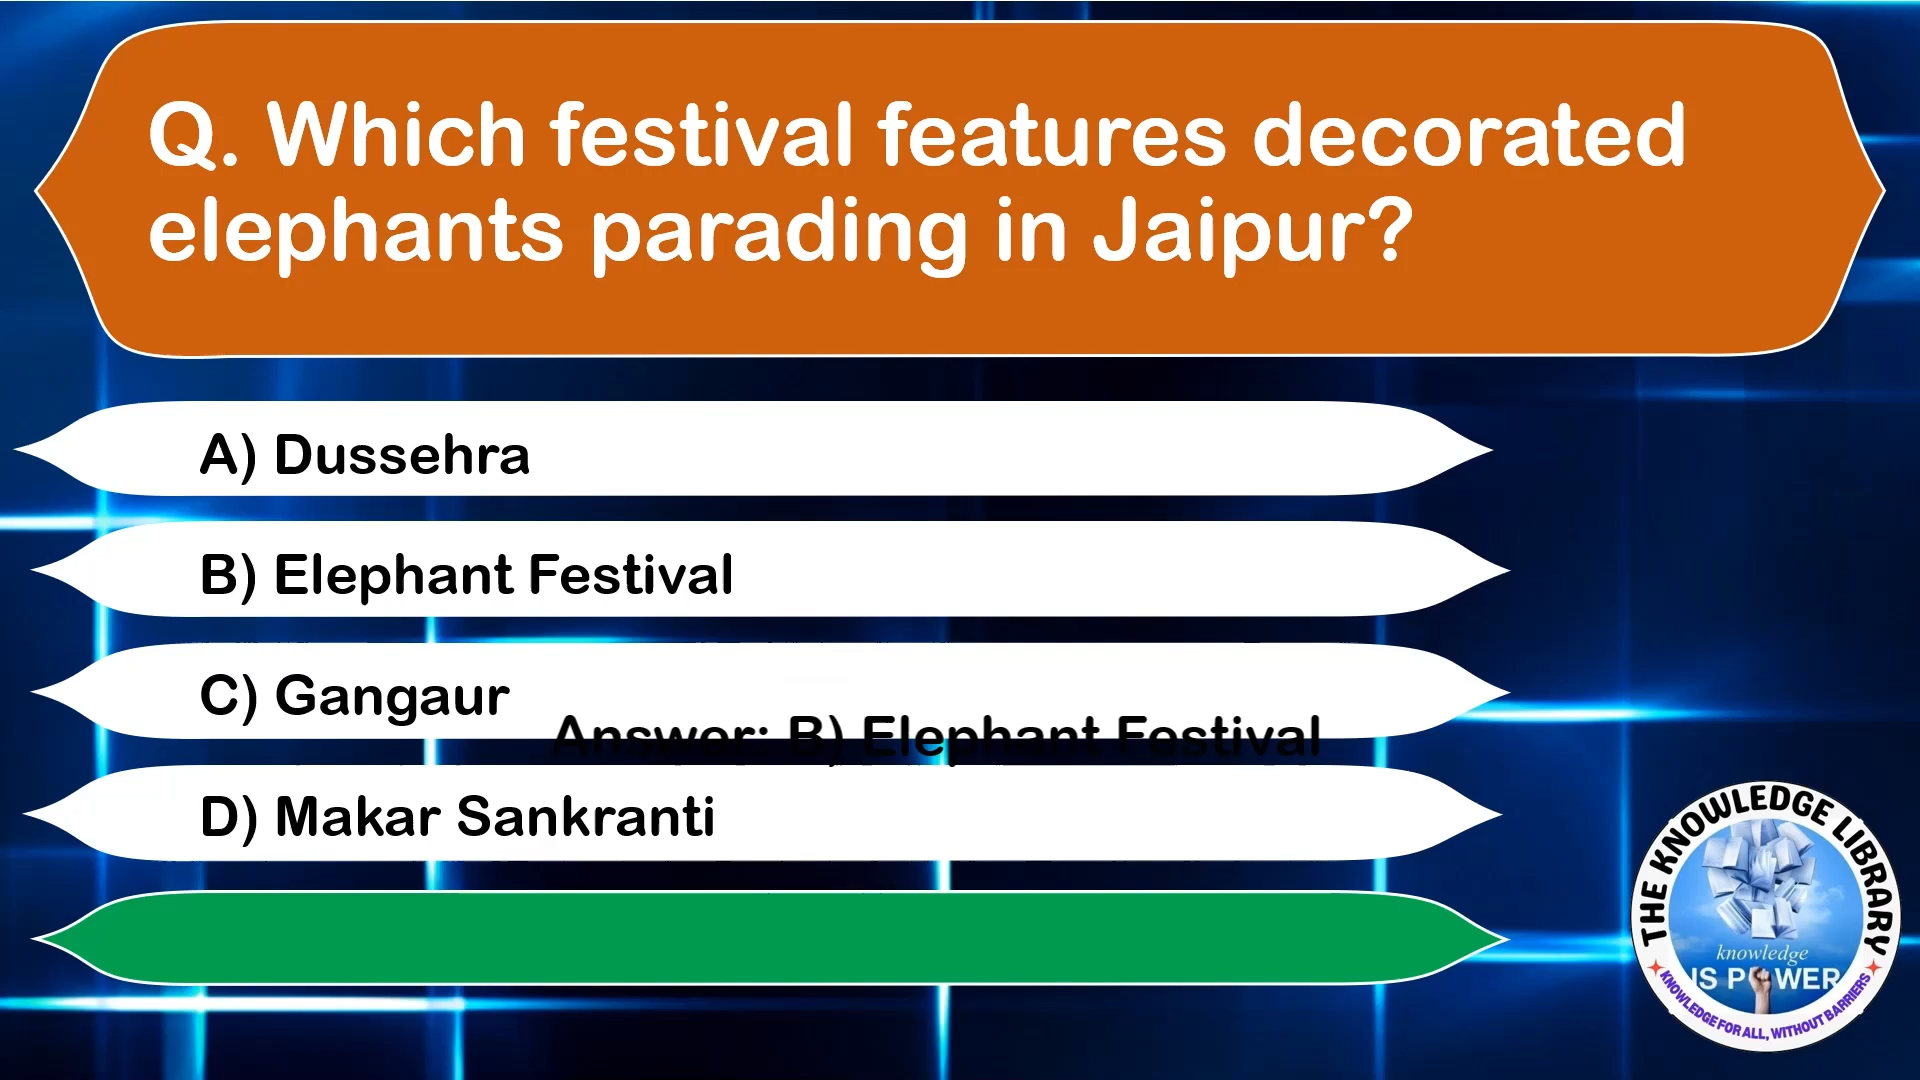 Q. Which festival features decorated
elephants parading in Jaipur?
A) Dussehra
B) Elephant Festival
C) Gangaur
Answer: B) Elephant Festival
D) Makar Sankranti
THE KNOWLEDGE LIBRARY
knowledge
IS POWER
KNOWLEDGE FOR ALL, WITHOUT BARRIERS